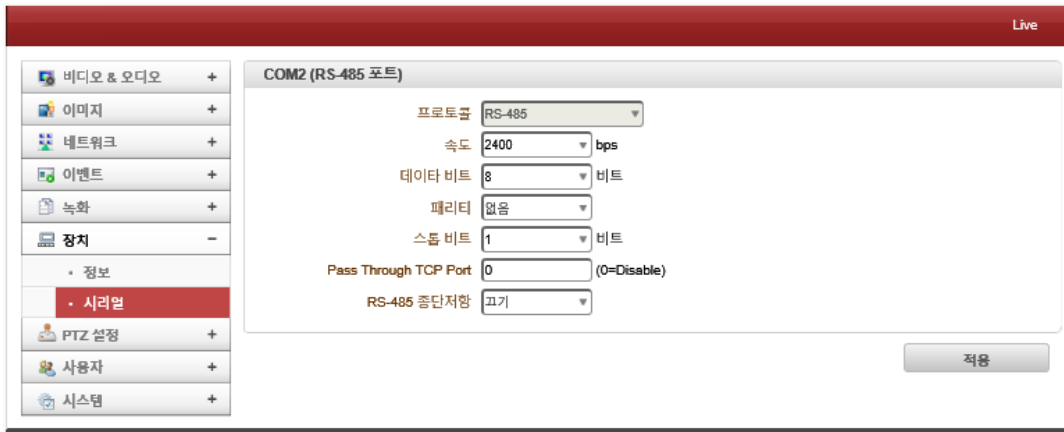 Live
비디오 & 오디오 +
이미지 +
네트워크 +
이벤트 +
녹화 +
장치 -
• 정보
• 시리얼
PTZ 설정 +
사용자 +
시스템 +
COM2 (RS-485 포트)
프로토콜 RS-485
속도 2400 bps
데이타 비트 8 비트
패리티 없음
스톱 비트 1 비트
Pass Through TCP Port 0 (0=Disable)
RS-485 종단저항 끄기
적용